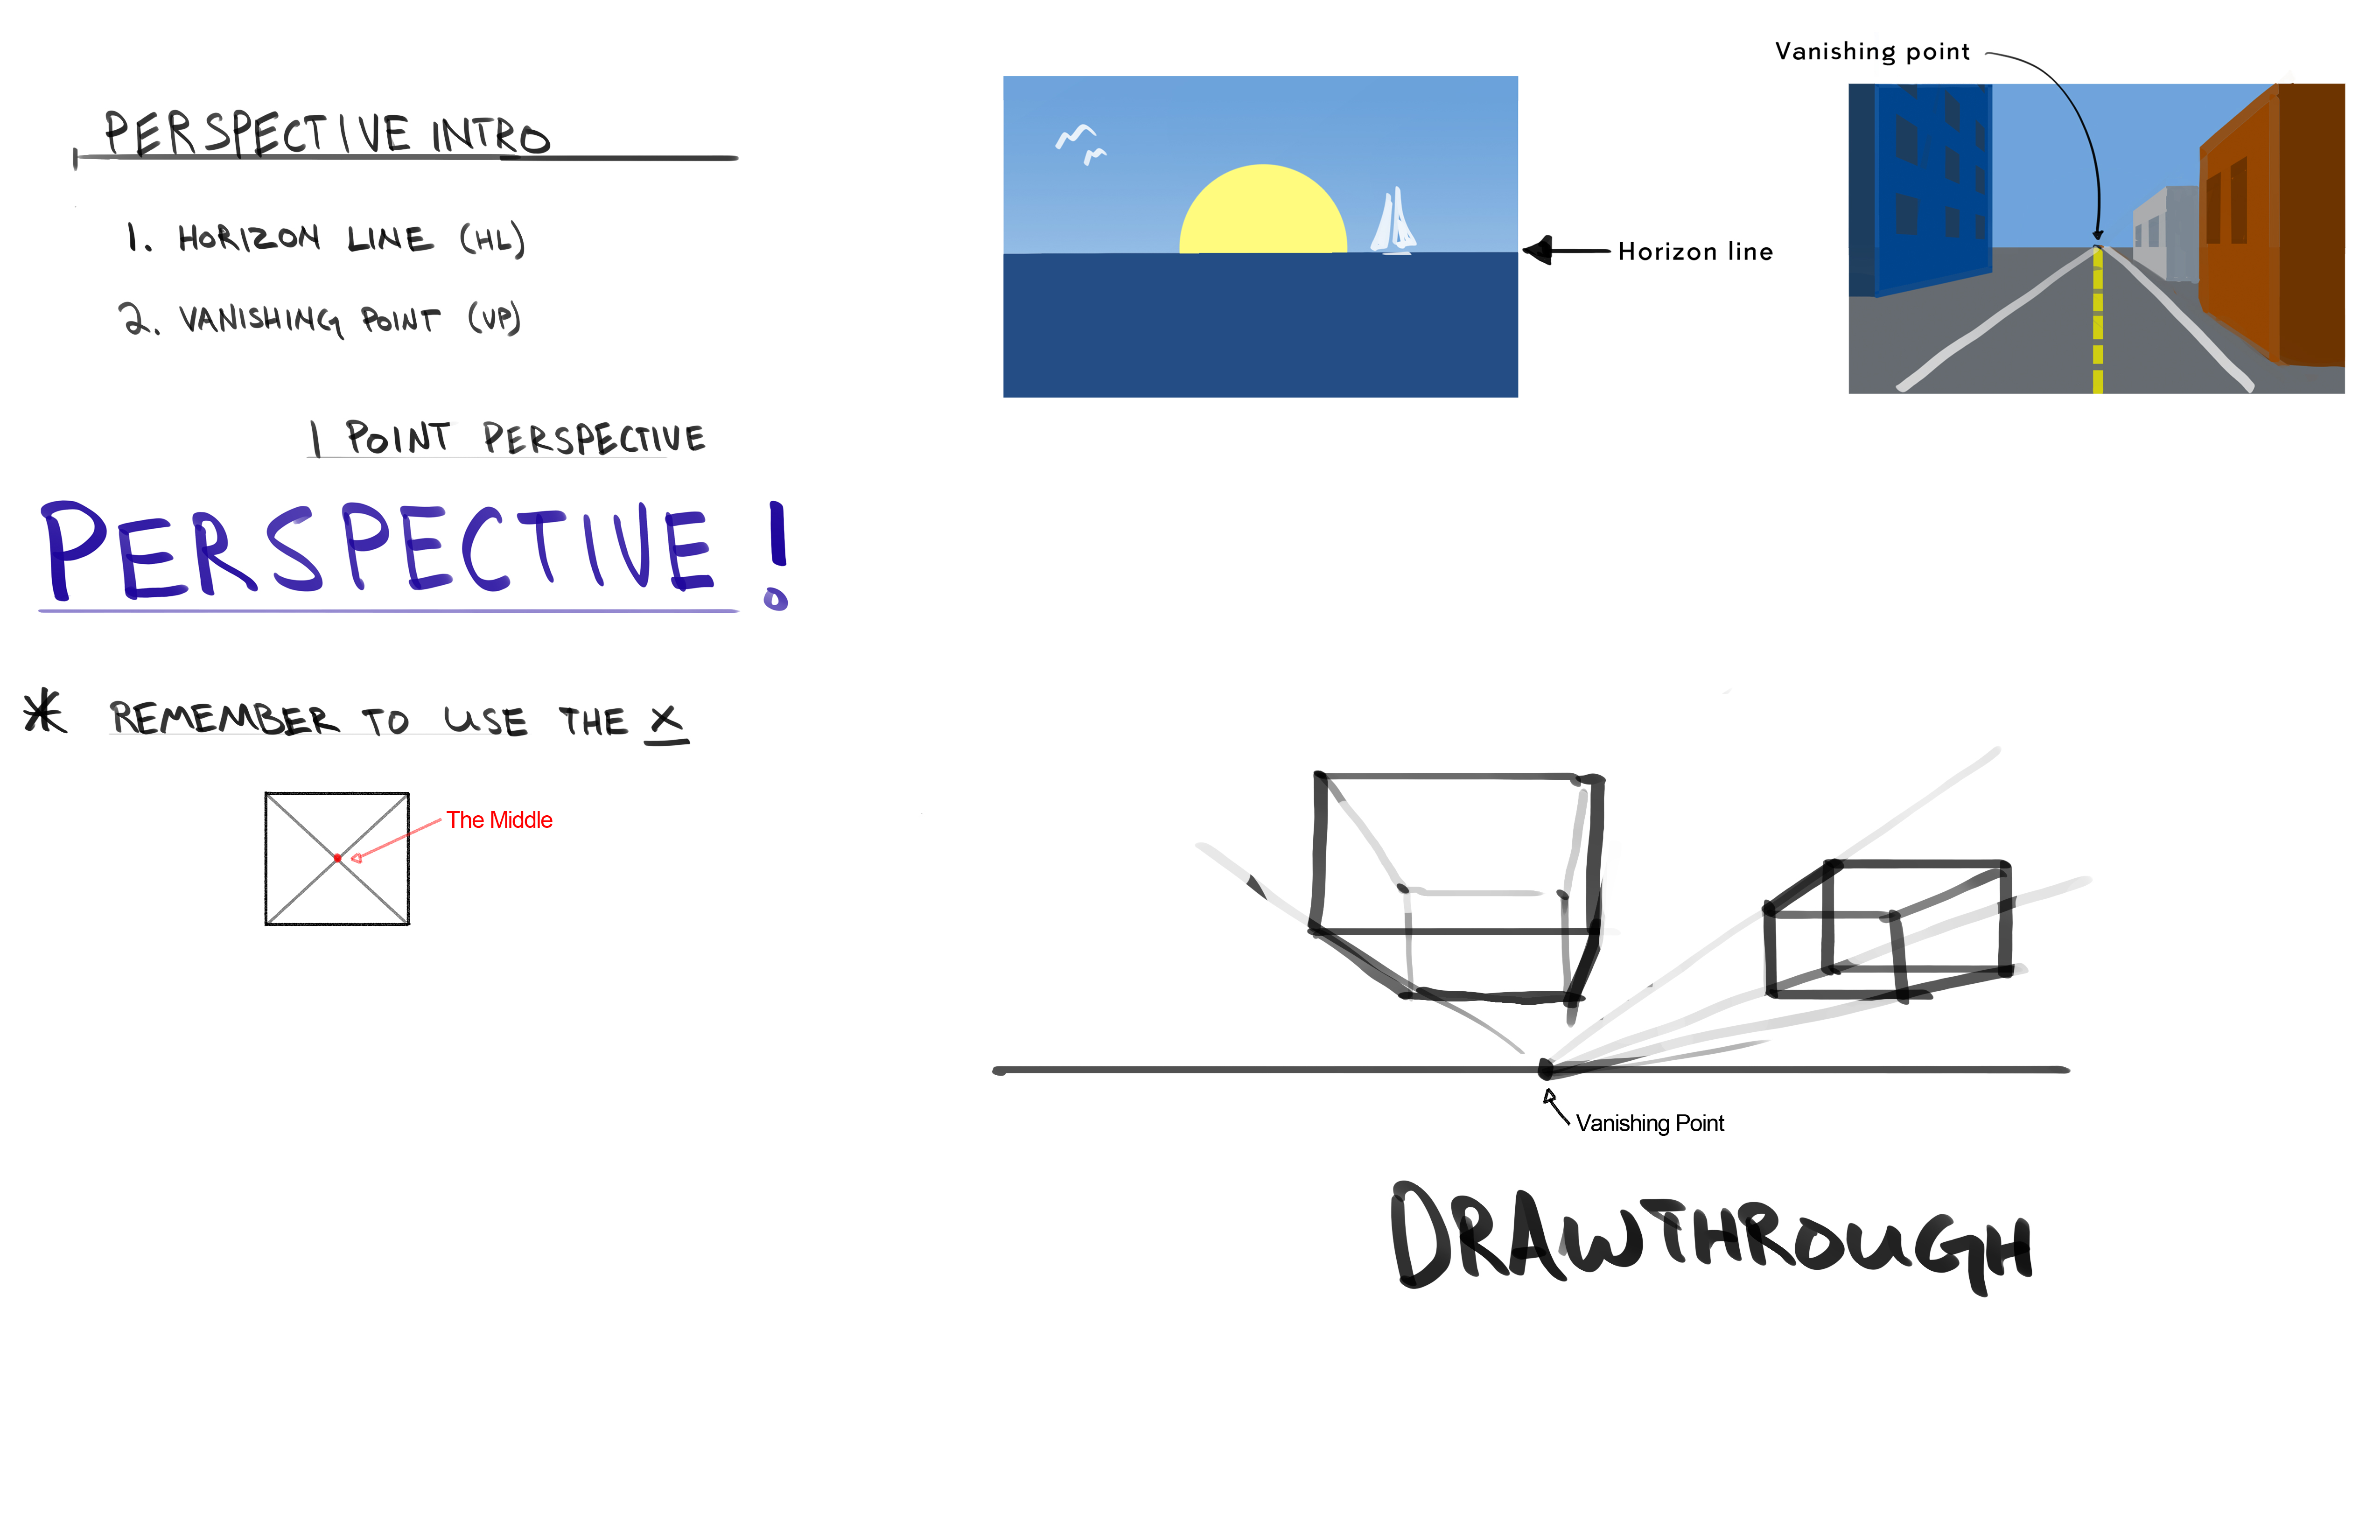 PERSPECTIVE INTRO
1. HORIZON LINE (HL)
2. VANISHING POINT (VP)
1 POINT PERSPECTIVE
PERSPECTIVE!
* REMEMBER TO USE THE X
The Middle
Horizon line
Vanishing point
Vanishing Point
DRAWTHROUGH